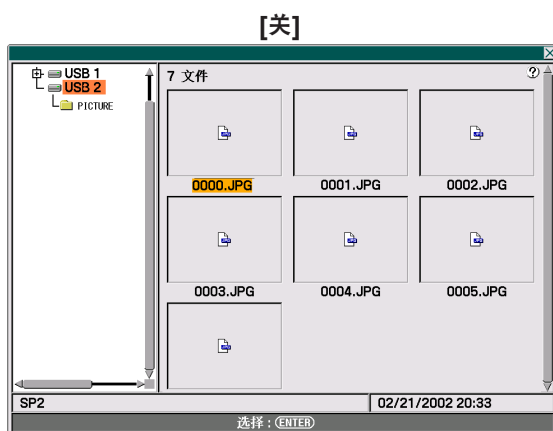 [关]
USB 1
USB 2
PICTURE
7 文件
?
0000.JPG
0001.JPG
0002.JPG
0003.JPG
0004.JPG
0005.JPG
SP2
02/21/2002 20:33
选择 : ENTER